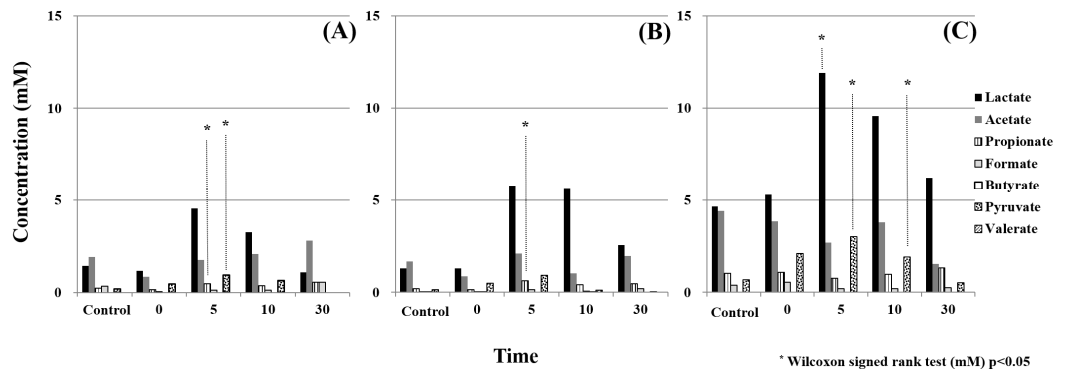 (A)
(B)
(C)
Concentration (mM)
15
10
5
0
*
*
Control 0 5 10 30
15
10
5
0
*
Control 0 5 10 30
15
10
5
0
*
*
*
Control 0 5 10 30
Lactate
Acetate
Propionate
Formate
Butyrate
Pyruvate
Valerate
Time
* Wilcoxon signed rank test (mM) p<0.05